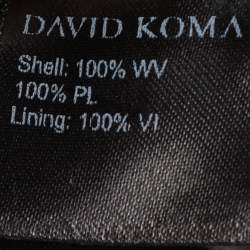 DAVID KOMA
Shell: 100% WV
100% PL
Lining: 100% VI